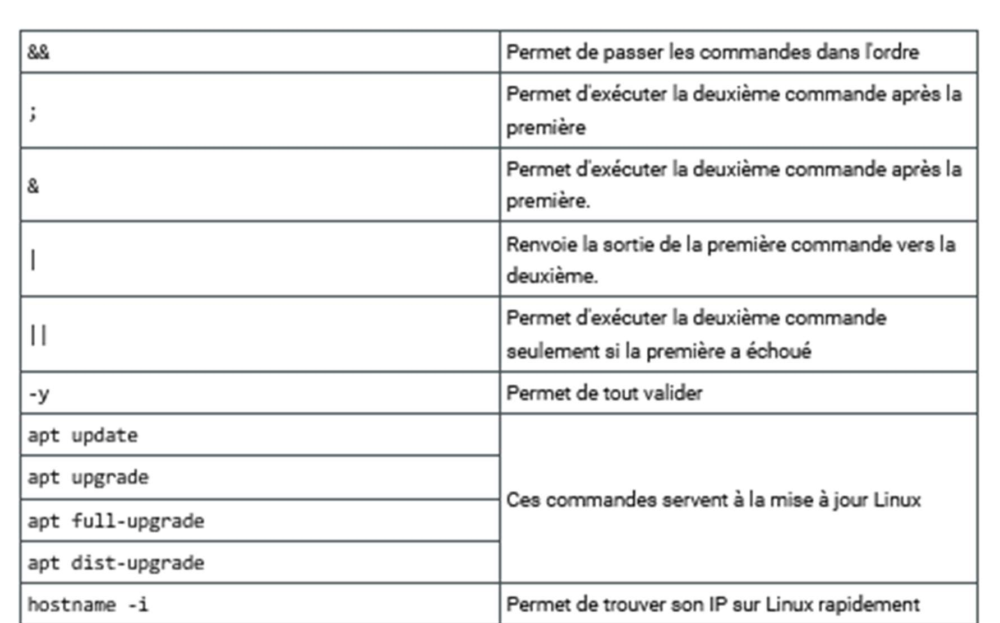 &&
Permet de passer les commandes dans l'ordre
;
Permet d'exécuter la deuxième commande après la
première
&
Permet d'exécuter la deuxième commande après la
première.
|
Renvoie la sortie de la première commande vers la
deuxième.
||
Permet d'exécuter la deuxième commande
seulement si la première a échoué
-y
Permet de tout valider
apt update
apt upgrade
apt full-upgrade
apt dist-upgrade
Ces commandes servent à la mise à jour Linux
hostname -i
Permet de trouver son IP sur Linux rapidement